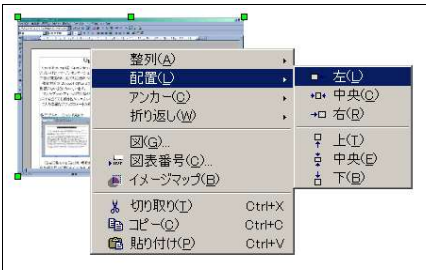 整列(A)
配置(L)
アンカー(C)
折り返し(W)
図(G)...
図表番号(C)...
イメージマップ(B)
切り取り(T) Ctrl+X
コピー(C) Ctrl+C
貼り付け(P) Ctrl+V
左(L)
中央(C)
右(R)
上(T)
中央(E)
下(B)